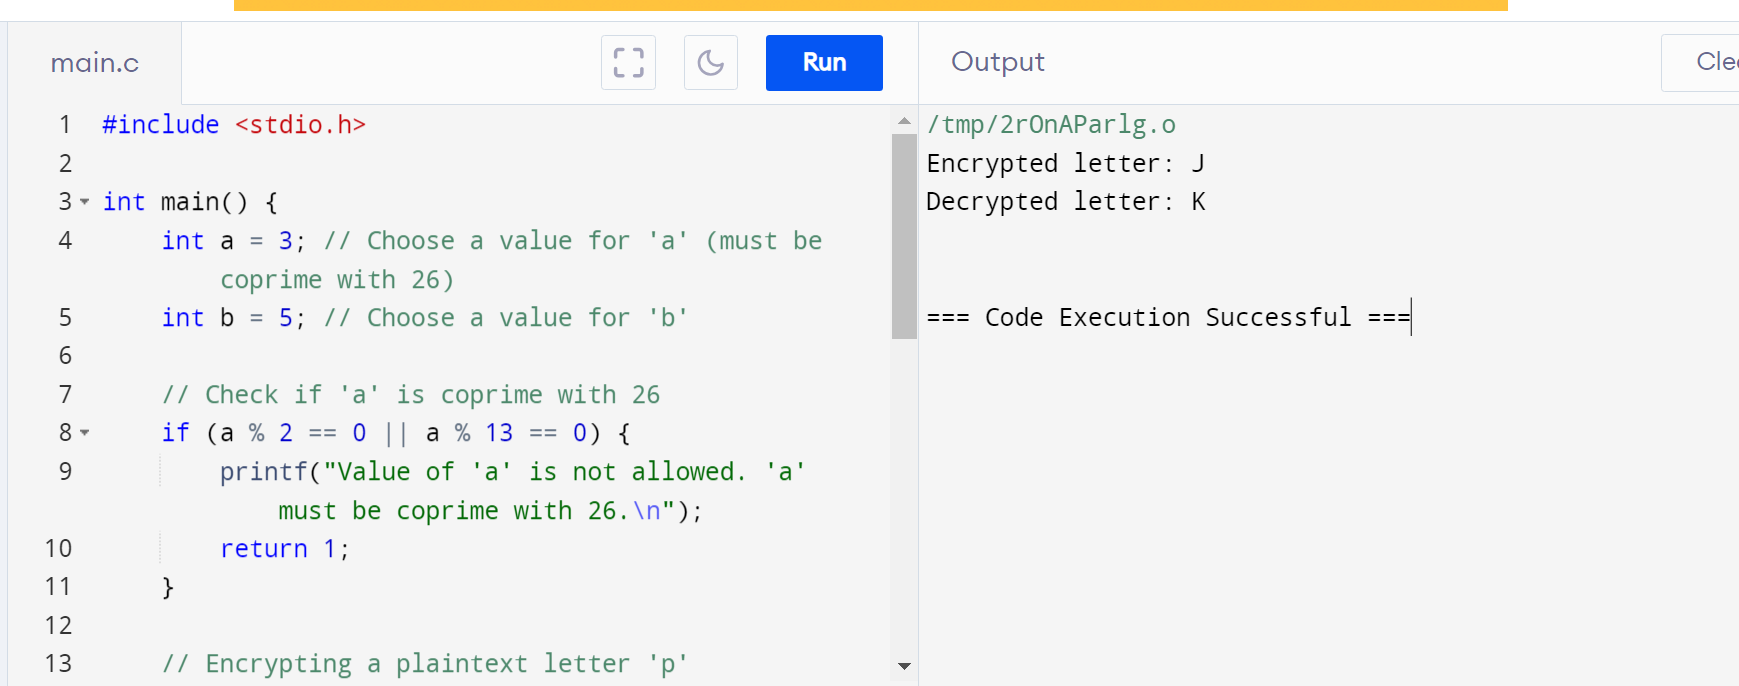 main.c
Run
Output
1 #include <stdio.h>
2
3 int main() {
4 int a = 3; // Choose a value for 'a' (must be
coprime with 26)
5 int b = 5; // Choose a value for 'b'
6
7 // Check if 'a' is coprime with 26
8 if (a % 2 == 0 || a % 13 == 0) {
9 printf("Value of 'a' is not allowed. 'a'
must be coprime with 26.\n");
10 return 1;
11 }
12
13 // Encrypting a plaintext letter 'p'
/tmp/2rOnAParlg.o
Encrypted letter: J
Decrypted letter: K
=== Code Execution Successful ===